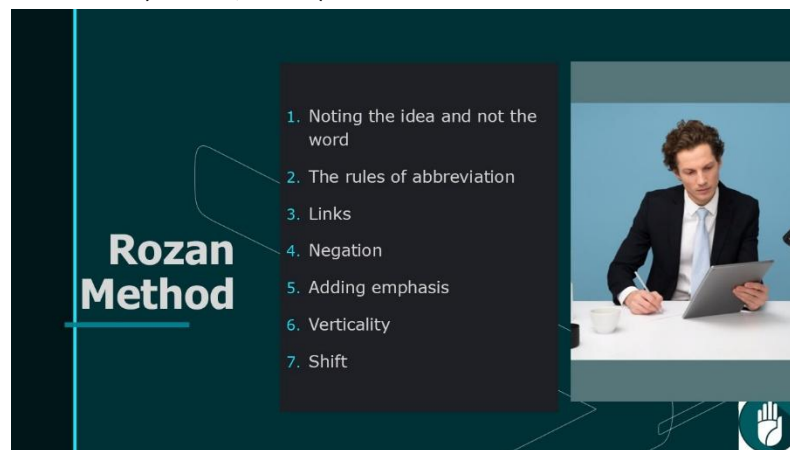 Rozan
Method
1. Noting the idea and not the
word
2. The rules of abbreviation
3. Links
4. Negation
5. Adding emphasis
6. Verticality
7. Shift